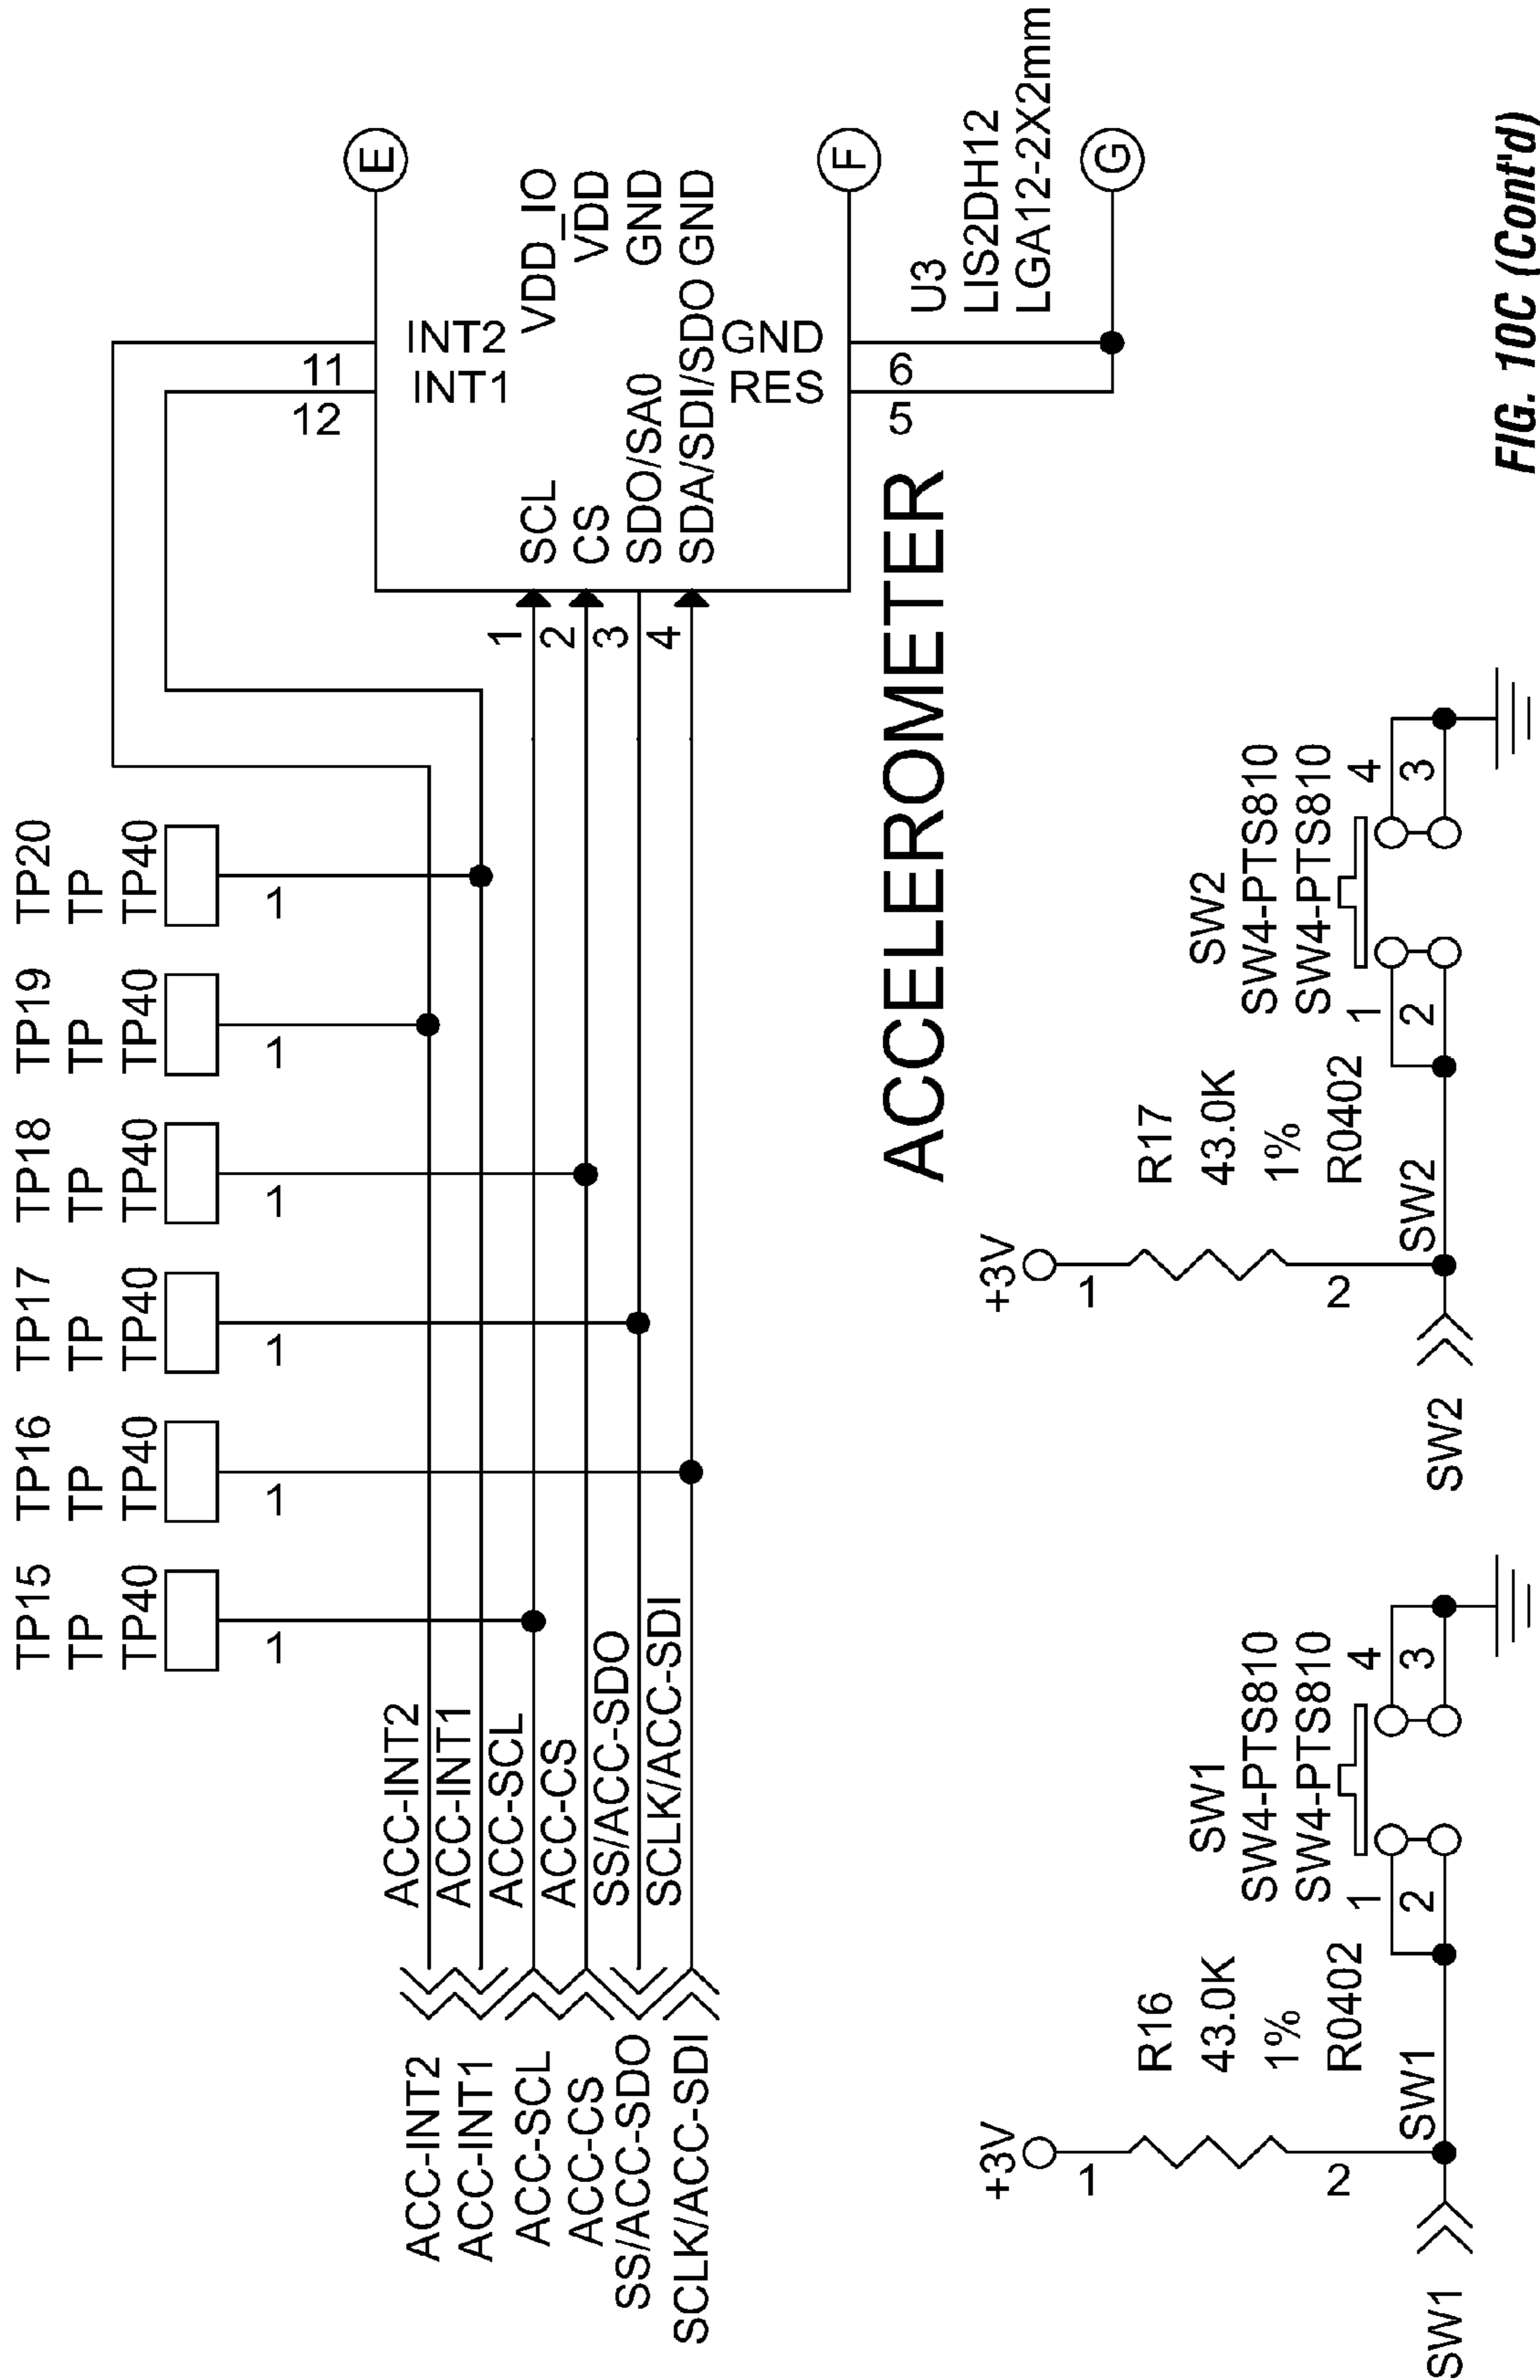 TP15
TP
TP40
1
TP16
TP
TP40
1
TP17
TP
TP40
1
TP18
TP
TP40
1
TP19
TP
TP40
1
TP20
TP
TP40
1
ACC-INT2
ACC-INT1
ACC-SCL
ACC-CS
SS/ACC-SDO
SCLK/ACC-SDI
ACC-INT2
ACC-INT1
ACC-SCL
ACC-CS
SS/ACC-SDO
SCLK/ACC-SDI
11
12
1
2
3
4
INT2
INT1
SCL
CS
SDO/SA0
SDA/SDI/SDO
VDD_IO
VDD
GND
GND
GND
RES
6
5
E
F
G
U3
LIS2DH12
LGA12-2X2mm
ACCELEROMETER
+3V
1
2
R16
43.0K
1%
R0402
SW1
SW1
SW1
SW4-PTS810
SW4-PTS810
1
2
4
3
+3V
1
2
R17
43.0K
1%
R0402
SW2
SW2
SW2
SW4-PTS810
SW4-PTS810
1
2
4
3
FIG. 10C (Cont'd)